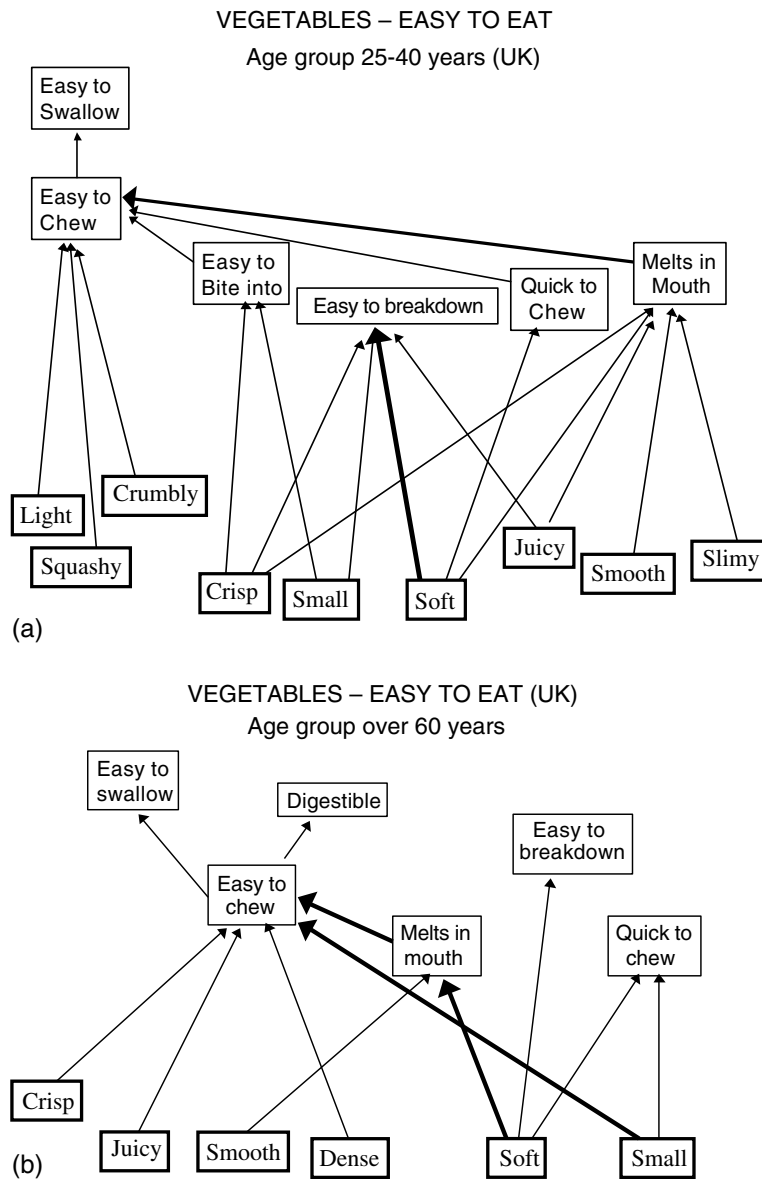 VEGETABLES – EASY TO EAT
Age group 25-40 years (UK)
Easy to
Swallow
Easy to
Chew
Easy to
Bite into
Easy to breakdown
Quick to
Chew
Melts in
Mouth
Light
Squashy
Crumbly
Crisp
Small
Soft
Juicy
Smooth
Slimy
(a)
VEGETABLES – EASY TO EAT (UK)
Age group over 60 years
Easy to
swallow
Digestible
Easy to
breakdown
Easy to
chew
Melts in
mouth
Quick to
chew
Crisp
Juicy
Smooth
Dense
Soft
Small
(b)